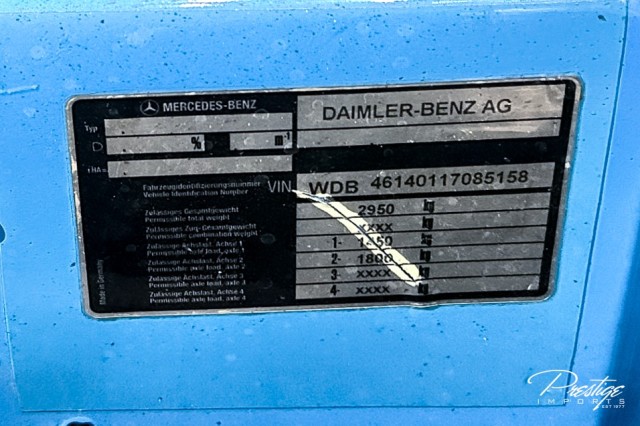 MERCEDES-BENZ
DAIMLER-BENZ AG
Typ
D % m⁻¹
tHA=
Fahrzeugidentifizierungsnummer
Vehicle Identification Number
VIN WDB 46140117085158
Zulässiges Gesamtgewicht
Permissible total weight
2950 kg
Zulässiges Zug-Gesamtgewicht
Permissible combination weight
xxxx
Zulässige Achslast, Achse 1
Permissible axle load, axle 1
1- kg
Zulässige Achslast, Achse 2
Permissible axle load, axle 2
2- 1800
Zulässige Achslast, Achse 3
Permissible axle load, axle 3
3- xxxx kg
Zulässige Achslast, Achse 4
Permissible axle load, axle 4
4- xxxx kg
Made in Germany
Prestige
IMPORTS
EST 1977